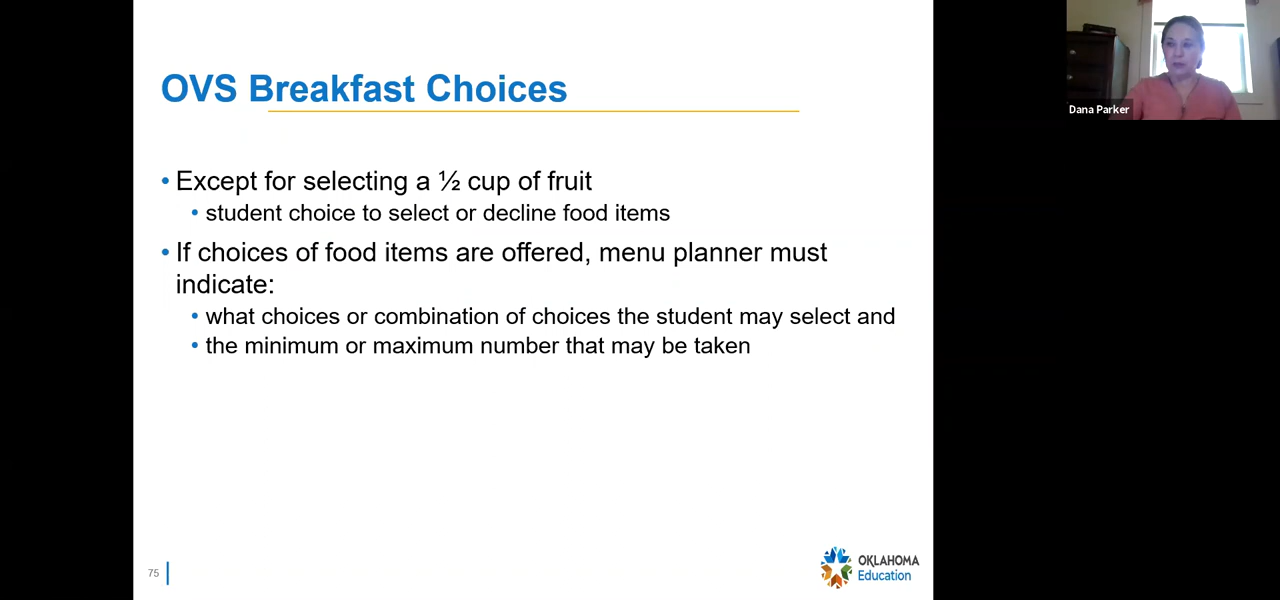 OVS Breakfast Choices
Dana Parker
• Except for selecting a ½ cup of fruit
• student choice to select or decline food items
• If choices of food items are offered, menu planner must
indicate:
• what choices or combination of choices the student may select and
• the minimum or maximum number that may be taken
75
OKLAHOMA
Education